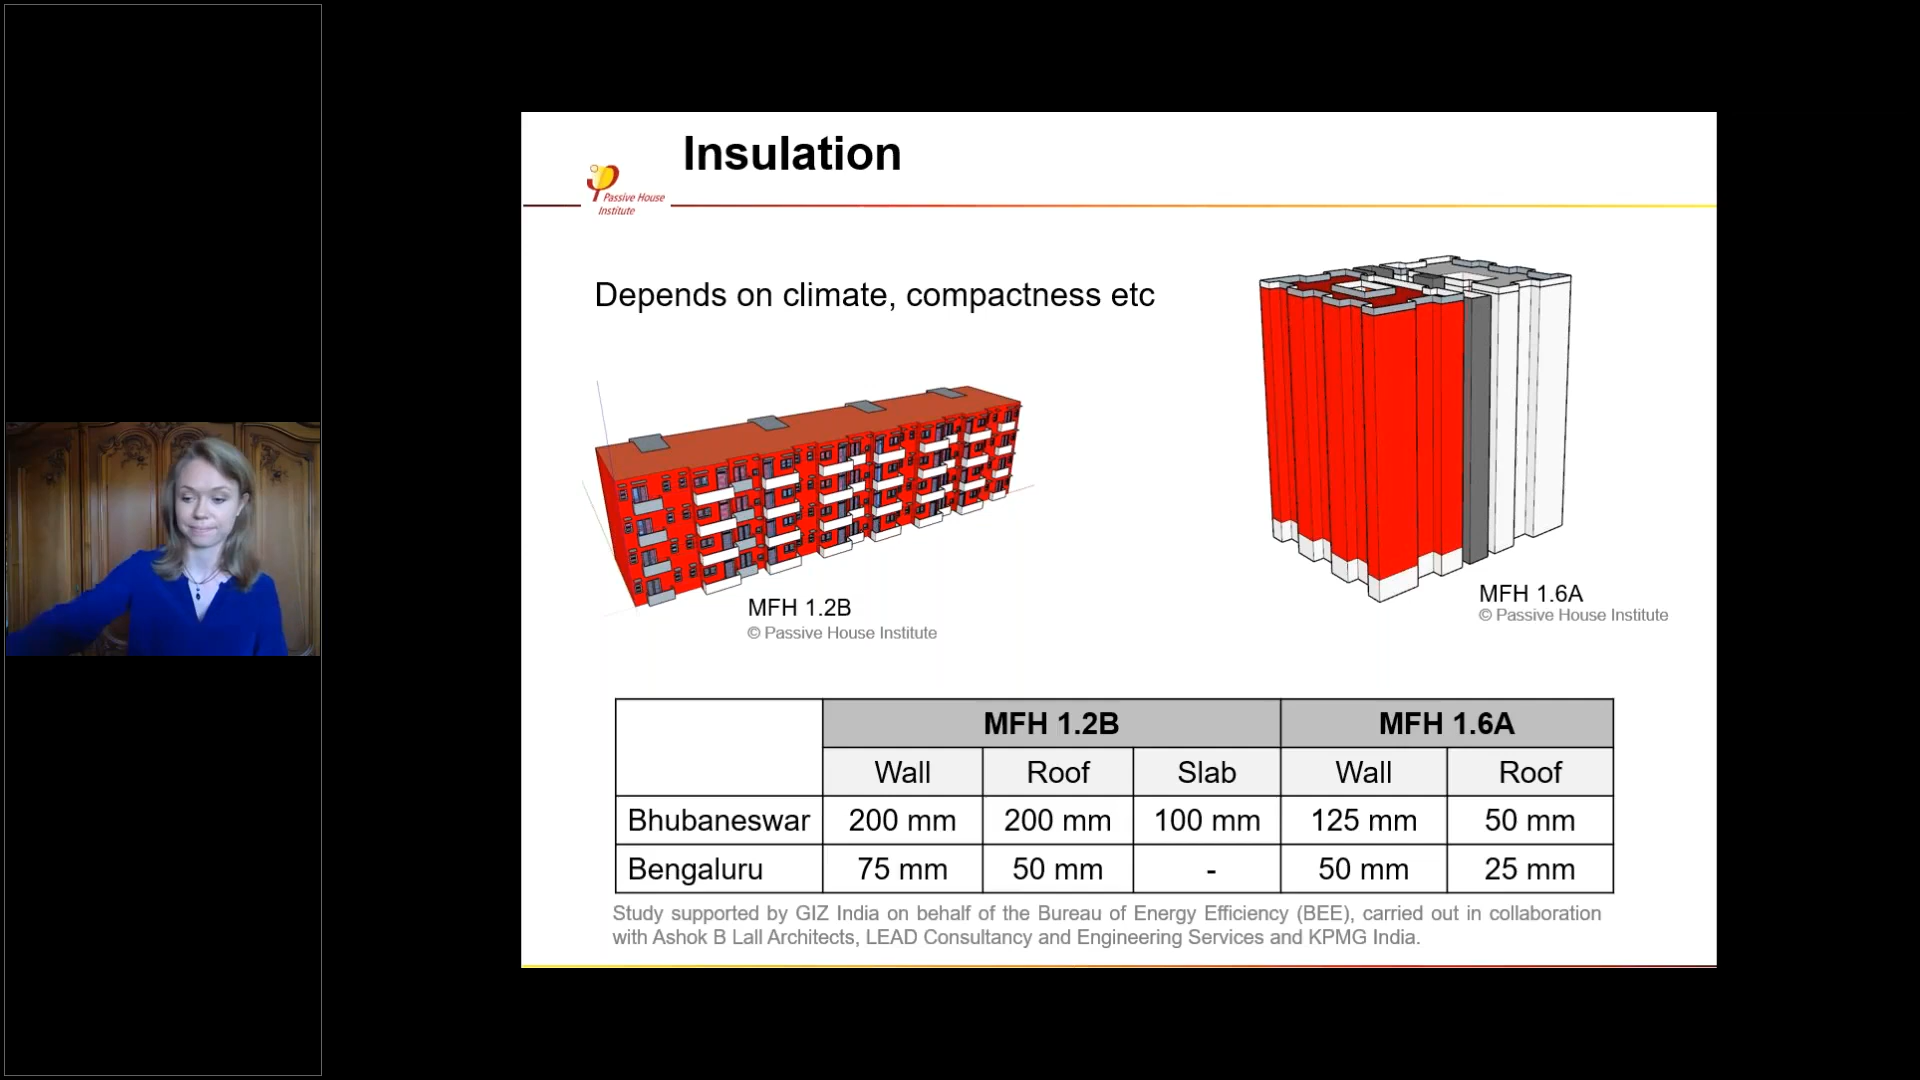 Insulation
Passive House
Institute
Depends on climate, compactness etc
MFH 1.2B
© Passive House Institute
MFH 1.6A
© Passive House Institute
MFH 1.2B MFH 1.6A
Wall Roof Slab Wall Roof
Bhubaneswar 200 mm 200 mm 100 mm 125 mm 50 mm
Bengaluru 75 mm 50 mm - 50 mm 25 mm
Study supported by GIZ India on behalf of the Bureau of Energy Efficiency (BEE), carried out in collaboration
with Ashok B Lall Architects, LEAD Consultancy and Engineering Services and KPMG India.